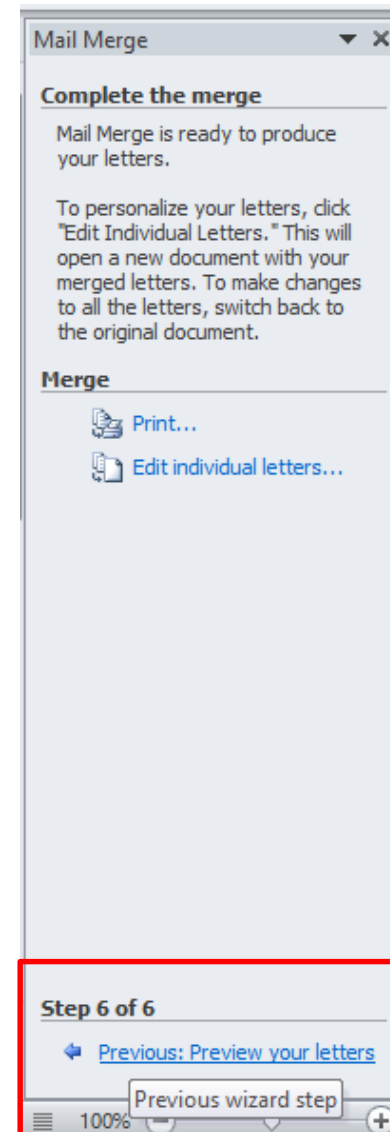 Mail Merge
Complete the merge
Mail Merge is ready to produce
your letters.
To personalize your letters, click
"Edit Individual Letters." This will
open a new document with your
merged letters. To make changes
to all the letters, switch back to
the original document.
Merge
Print...
Edit individual letters...
Step 6 of 6
Previous: Preview your letters
Previous wizard step
100%